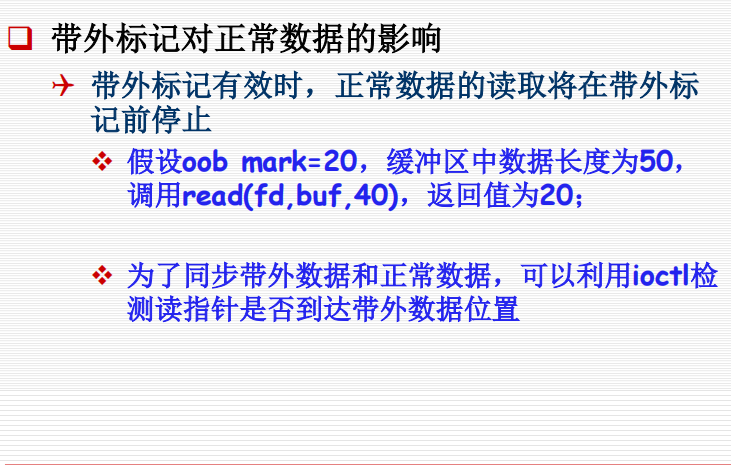 带外标记对正常数据的影响
带外标记有效时，正常数据的读取将在带外标
记前停止
假设oob mark=20，缓冲区中数据长度为50，
调用read(fd,buf,40)，返回值为20；
为了同步带外数据和正常数据，可以利用ioctl检
测读指针是否到达带外数据位置